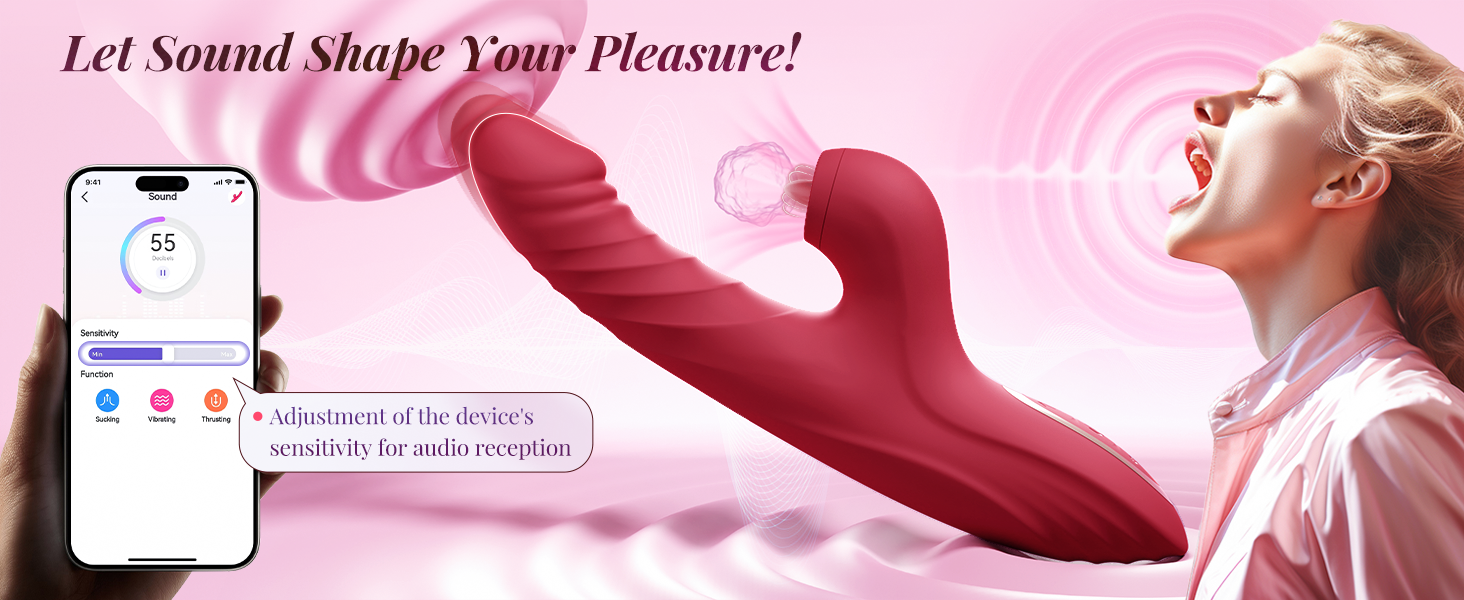 Let Sound Shape Your Pleasure!
9:41
Sound
55
Decibels
Sensitivity
Min Max
Function
Sucking Vibrating Thrusting
Adjustment of the device's
sensitivity for audio reception